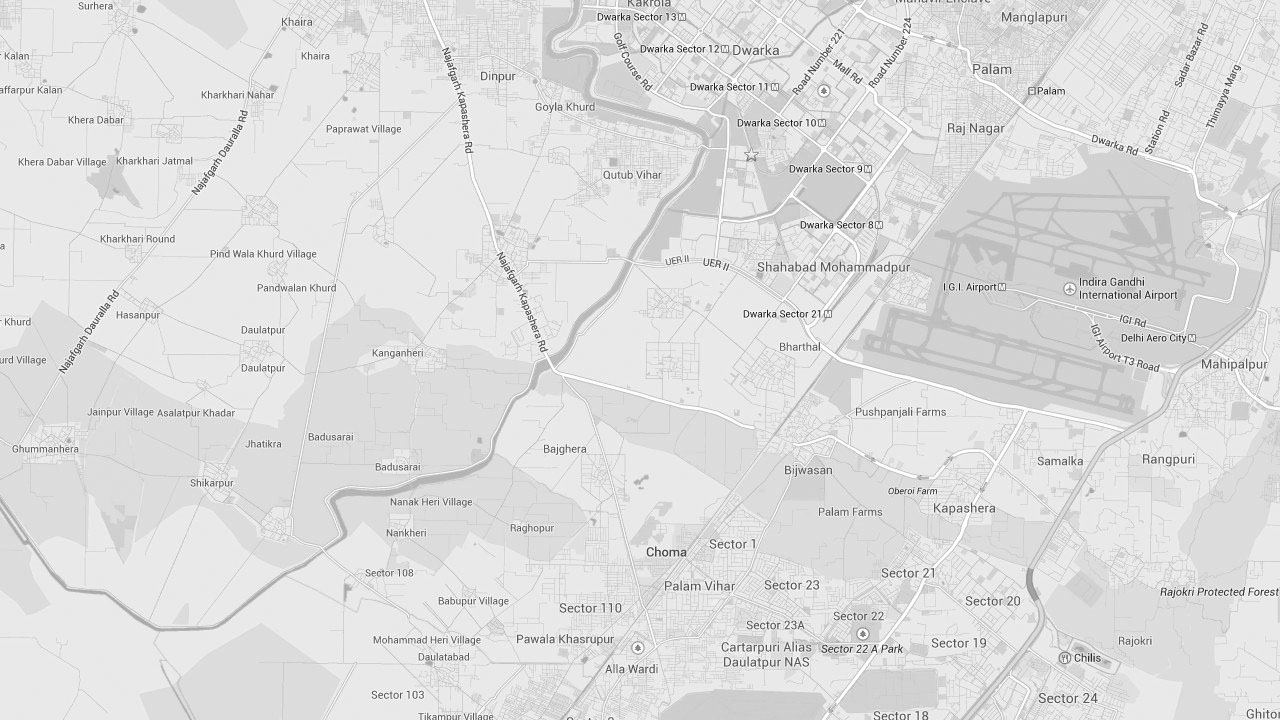 Surhera
Kakrola
Mahavir Enclave
Dwarka Sector 13
Manglapuri
Khaira
Golf Course Rd
Road Number 224
Sadar Bazar Rd
Kalan
Khaira
Najafgarh Kapashera Rd
Dwarka Sector 12
Dwarka
Road Number 221
Mall Rd
Palam
Thimayya Marg
Dinpur
affarpur Kalan
Kharkhari Nahar
Goyla Khurd
Dwarka Sector 11
Palam
Khera Dabar
Paprawat Village
Dwarka Sector 10
Raj Nagar
Station Rd
Dwarka Rd
Khera Dabar Village
Kharkhari Jatmal
Najafgarh Dauralla Rd
Qutub Vihar
Dwarka Sector 9
Dwarka Sector 8
Kharkhari Round
Pind Wala Khurd Village
UER II
UER II
Shahabad Mohammadpur
Najafgarh Kapashera Rd
Pandwalan Khurd
I.G.I. Airport
Indira Gandhi
International Airport
Hasanpur
r Khurd
Najafgarh Dauralla Rd
Daulatpur
Dwarka Sector 21
IGI Rd
Delhi Aero City
IGI Airport T3 Road
Kanganheri
Bharthal
urd Village
Daulatpur
Mahipalpur
Jainpur Village
Asalatpur Khadar
Pushpanjali Farms
Jhatikra
Badusarai
Ghummanhera
Bajghera
Badusarai
Bijwasan
Samalka
Rangpuri
Shikarpur
Oberoi Farm
Nanak Heri Village
Palam Farms
Kapashera
Nankheri
Raghopur
Choma
Sector 1
Sector 108
Palam Vihar
Sector 23
Sector 21
Rajokri Protected Forest
Babupur Village
Sector 110
Sector 22
Sector 20
Sector 23A
Mohammad Heri Village
Pawala Khasrupur
Cartarpuri Alias
Daulatpur NAS
Sector 22 A Park
Sector 19
Rajokri
Daulatabad
Alla Wardi
Chilis
Sector 103
Sector 24
Tikampur Village
Sector 18
Ghito